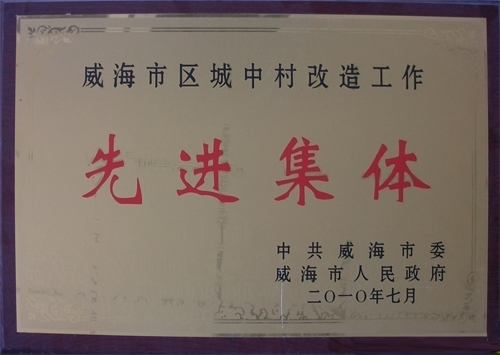 威海市区城中村改造工作
先进集体
中共威海市委
威海市人民政府
二〇一〇年七月